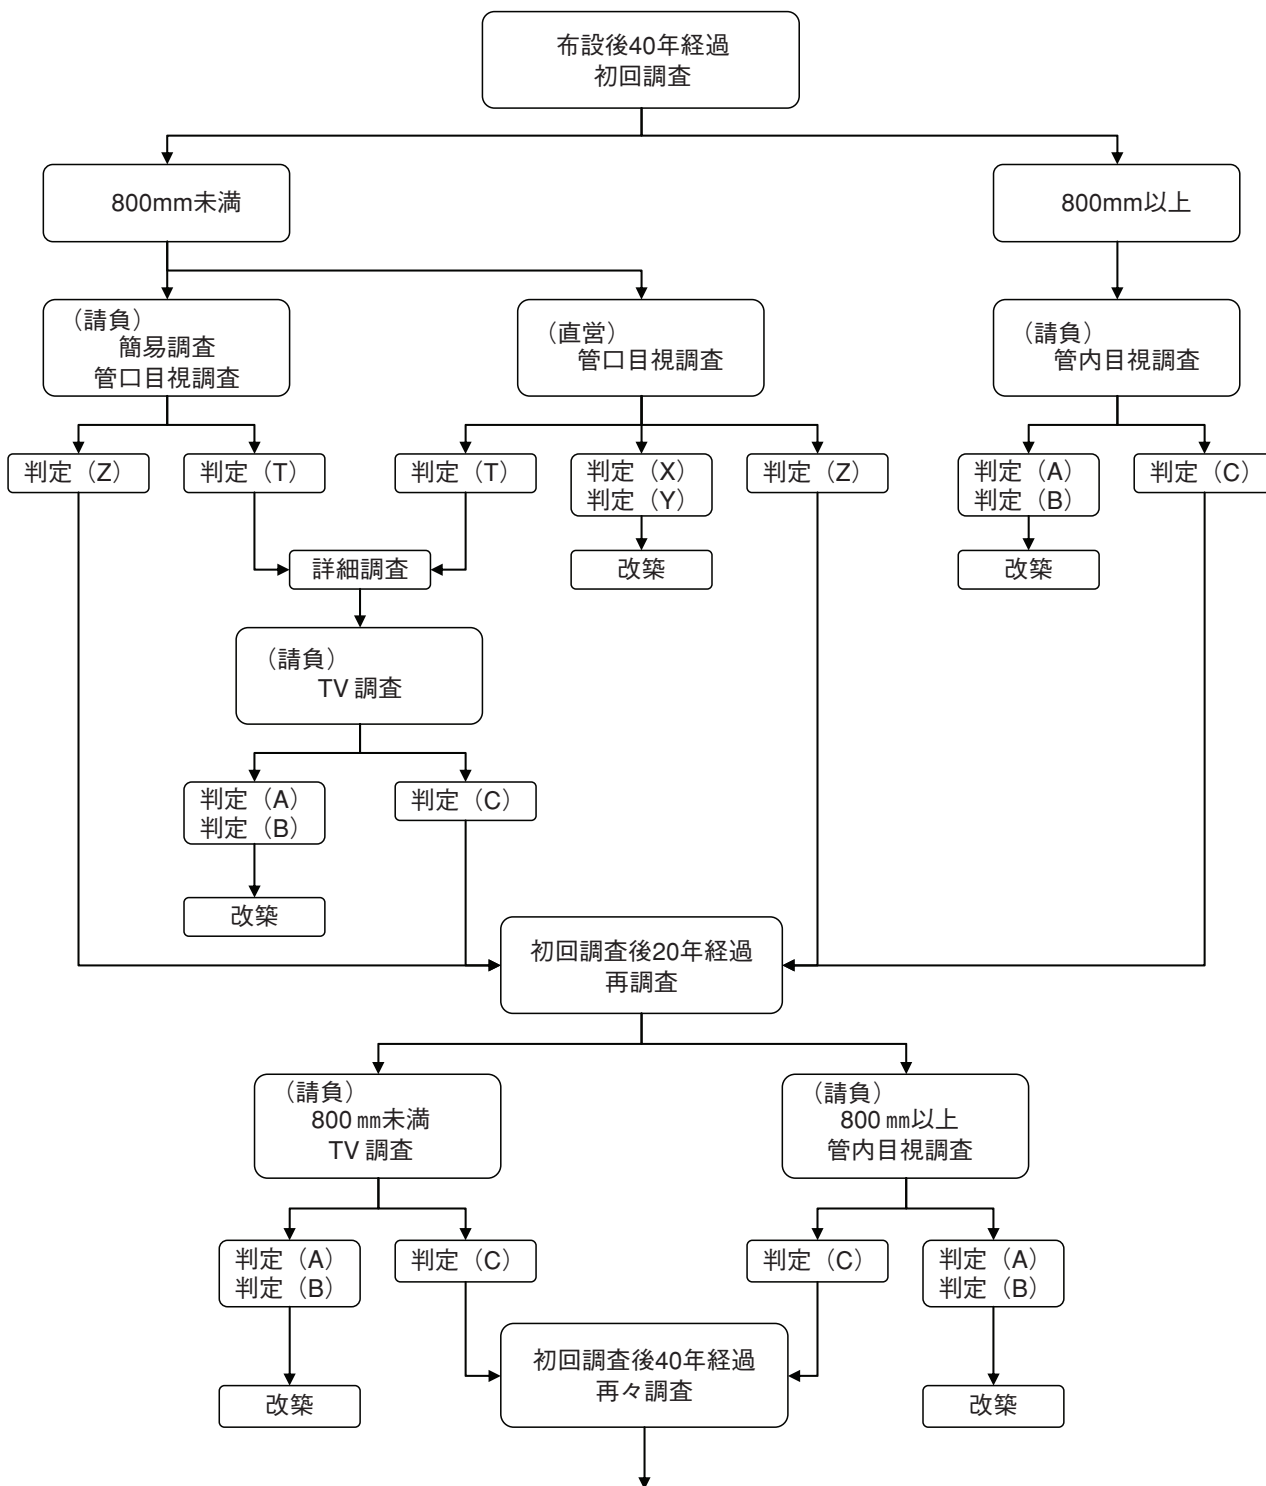 布設後40年経過
初回調査
800mm未満
800mm以上
（請負）
簡易調査
管口目視調査
（直営）
管口目視調査
（請負）
管内目視調査
判定（Z）
判定（T）
判定（T）
判定（X）
判定（Y）
判定（Z）
判定（A）
判定（B）
判定（C）
詳細調査
改築
改築
（請負）
TV 調査
判定（A）
判定（B）
判定（C）
改築
初回調査後20年経過
再調査
（請負）
800 ㎜未満
TV 調査
（請負）
800 ㎜以上
管内目視調査
判定（A）
判定（B）
判定（C）
判定（C）
判定（A）
判定（B）
初回調査後40年経過
再々調査
改築
改築